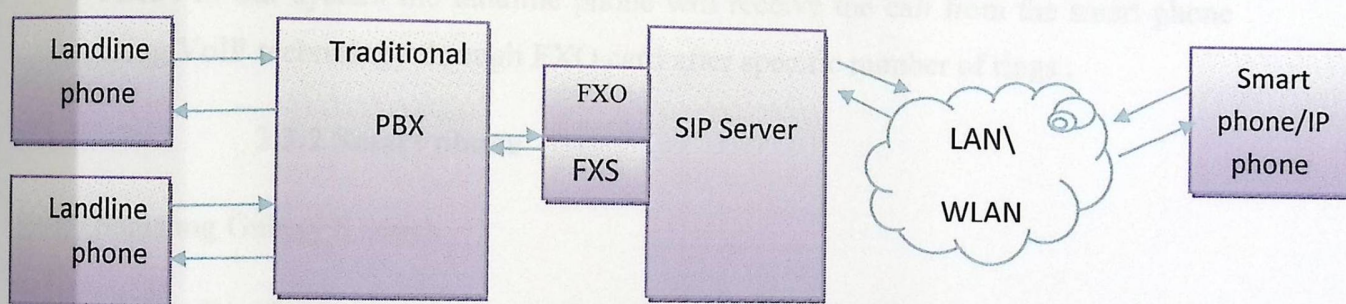 Landline
phone
Traditional
PBX
FXO
FXS
SIP Server
LAN\
WLAN
Smart
phone/IP
phone
Landline
phone